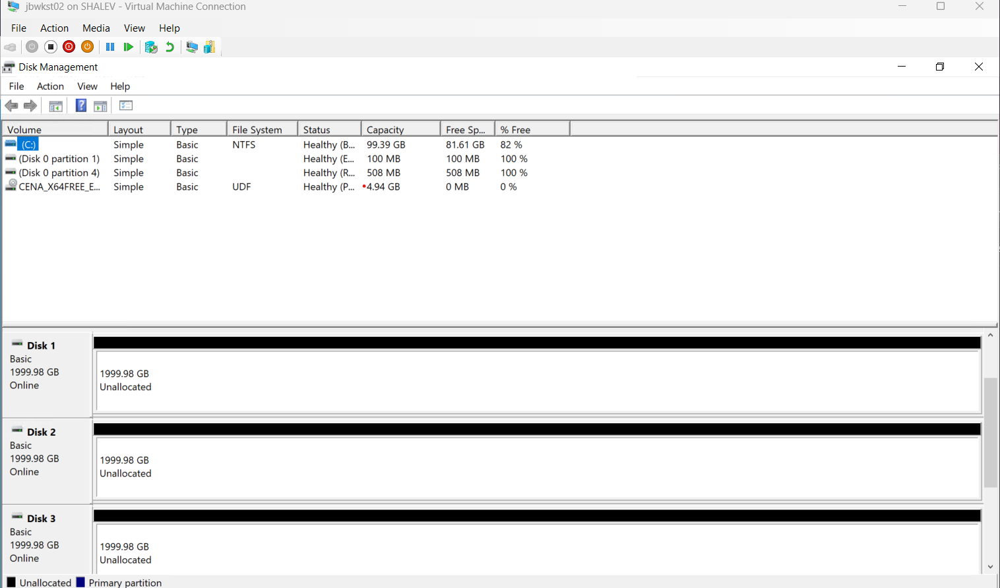 jbwkst02 on SHALEV - Virtual Machine Connection
File Action Media View Help
Disk Management
File Action View Help
Volume Layout Type File System Status Capacity Free Sp... % Free
(C:) Simple Basic NTFS Healthy (B... 99.39 GB 81.61 GB 82 %
(Disk 0 partition 1) Simple Basic Healthy (E... 100 MB 100 MB 100 %
(Disk 0 partition 4) Simple Basic Healthy (R... 508 MB 508 MB 100 %
CENA_X64FREE_E... Simple Basic UDF Healthy (P... 4.94 GB 0 MB 0 %
Disk 1
Basic
1999.98 GB
Online
1999.98 GB
Unallocated
Disk 2
Basic
1999.98 GB
Online
1999.98 GB
Unallocated
Disk 3
Basic
1999.98 GB
Online
1999.98 GB
Unallocated
Unallocated Primary partition